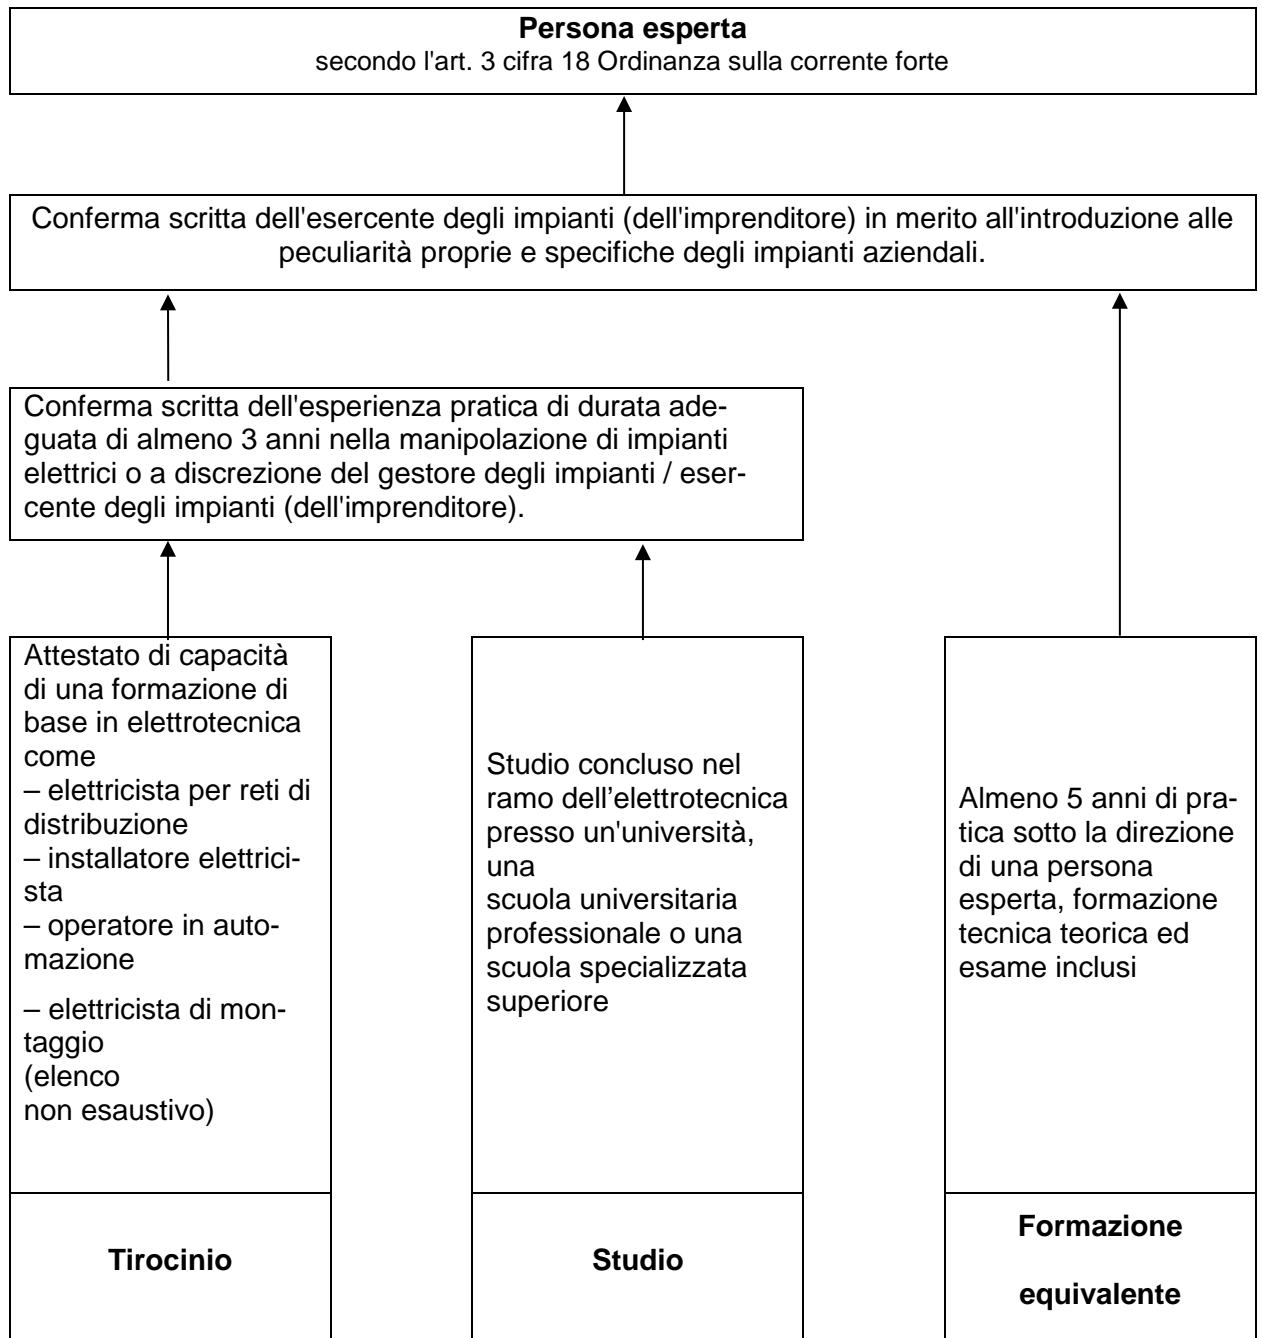 Persona esperta
secondo l'art. 3 cifra 18 Ordinanza sulla corrente forte
Conferma scritta dell'esercente degli impianti (dell'imprenditore) in merito all'introduzione alle
peculiarità proprie e specifiche degli impianti aziendali.
Conferma scritta dell'esperienza pratica di durata ade-
guata di almeno 3 anni nella manipolazione di impianti
elettrici o a discrezione del gestore degli impianti / eser-
cente degli impianti (dell'imprenditore).
Attestato di capacità
di una formazione di
base in elettrotecnica
come
– elettricista per reti di
distribuzione
– installatore elettrici-
sta
– operatore in auto-
mazione
– elettricista di mon-
taggio
(elenco
non esaustivo)
Tirocinio
Studio concluso nel
ramo dell’elettrotecnica
presso un'università,
una
scuola universitaria
professionale o una
scuola specializzata
superiore
Studio
Almeno 5 anni di pra-
tica sotto la direzione
di una persona
esperta, formazione
tecnica teorica ed
esame inclusi
Formazione
equivalente